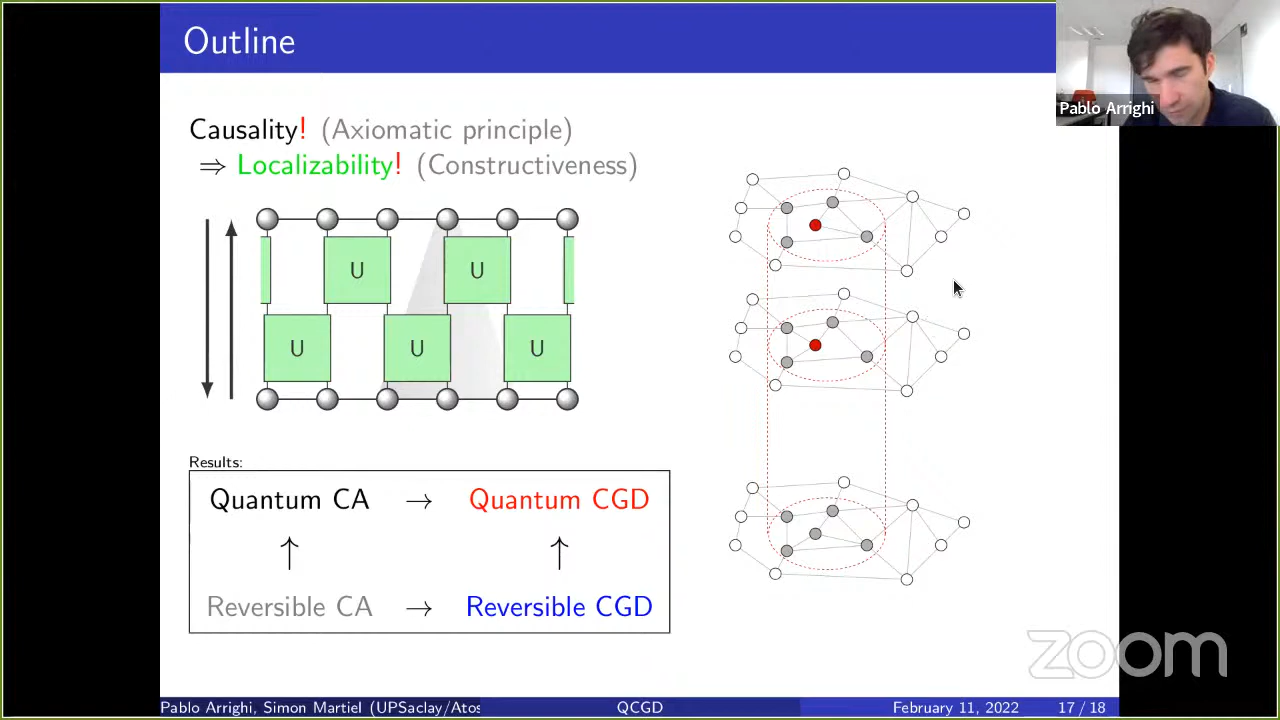 Outline
Pablo Arrighi
Causality! (Axiomatic principle)
⇒ Localizability! (Constructiveness)
U U
U U U
Results:
Quantum CA → Quantum CGD
↑ ↑
Reversible CA → Reversible CGD
zoom
Pablo Arrighi, Simon Martiel (UPSaclay/Atos QCGD February 11, 2022 17 / 18